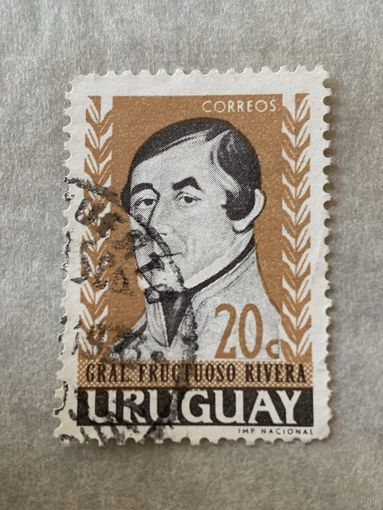 CORREOS
20c
GRAL. FRUCTUOSO RIVERA
URUGUAY
IMP. NACIONAL